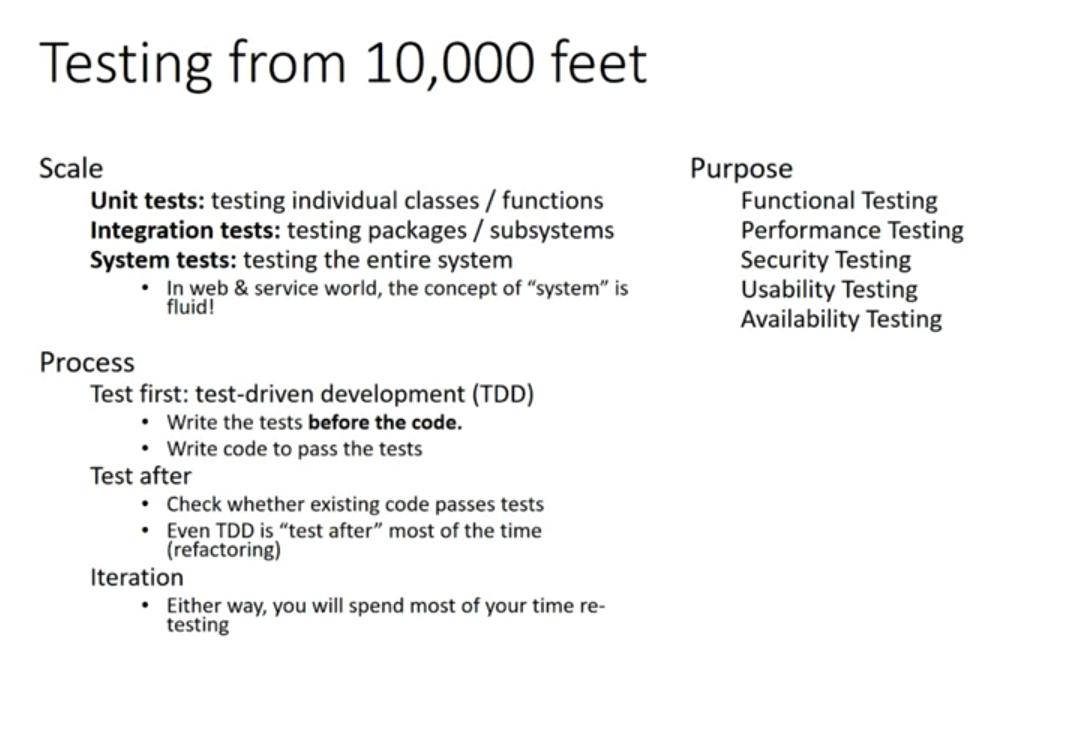 Testing from 10,000 feet
Scale
Unit tests: testing individual classes / functions
Integration tests: testing packages / subsystems
System tests: testing the entire system
• In web & service world, the concept of “system” is
fluid!
Process
Test first: test-driven development (TDD)
• Write the tests before the code.
• Write code to pass the tests
Test after
• Check whether existing code passes tests
• Even TDD is “test after” most of the time
(refactoring)
Iteration
• Either way, you will spend most of your time re-
testing
Purpose
Functional Testing
Performance Testing
Security Testing
Usability Testing
Availability Testing